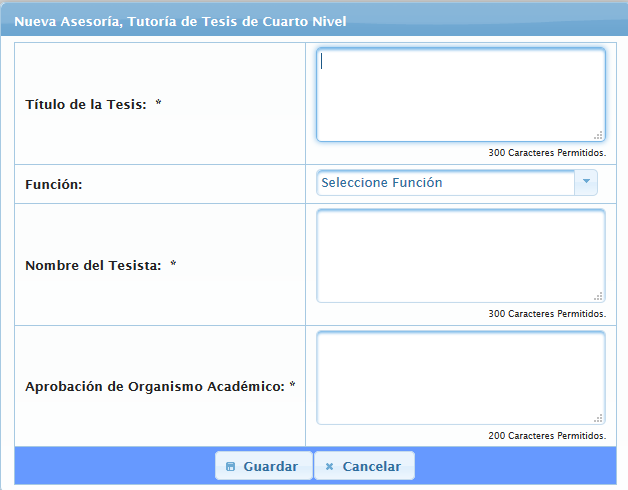 Nueva Asesoría, Tutoría de Tesis de Cuarto Nivel
Título de la Tesis: *
300 Caracteres Permitidos.
Función:
Seleccione Función
Nombre del Tesista: *
300 Caracteres Permitidos.
Aprobación de Organismo Académico: *
200 Caracteres Permitidos.
Guardar
Cancelar